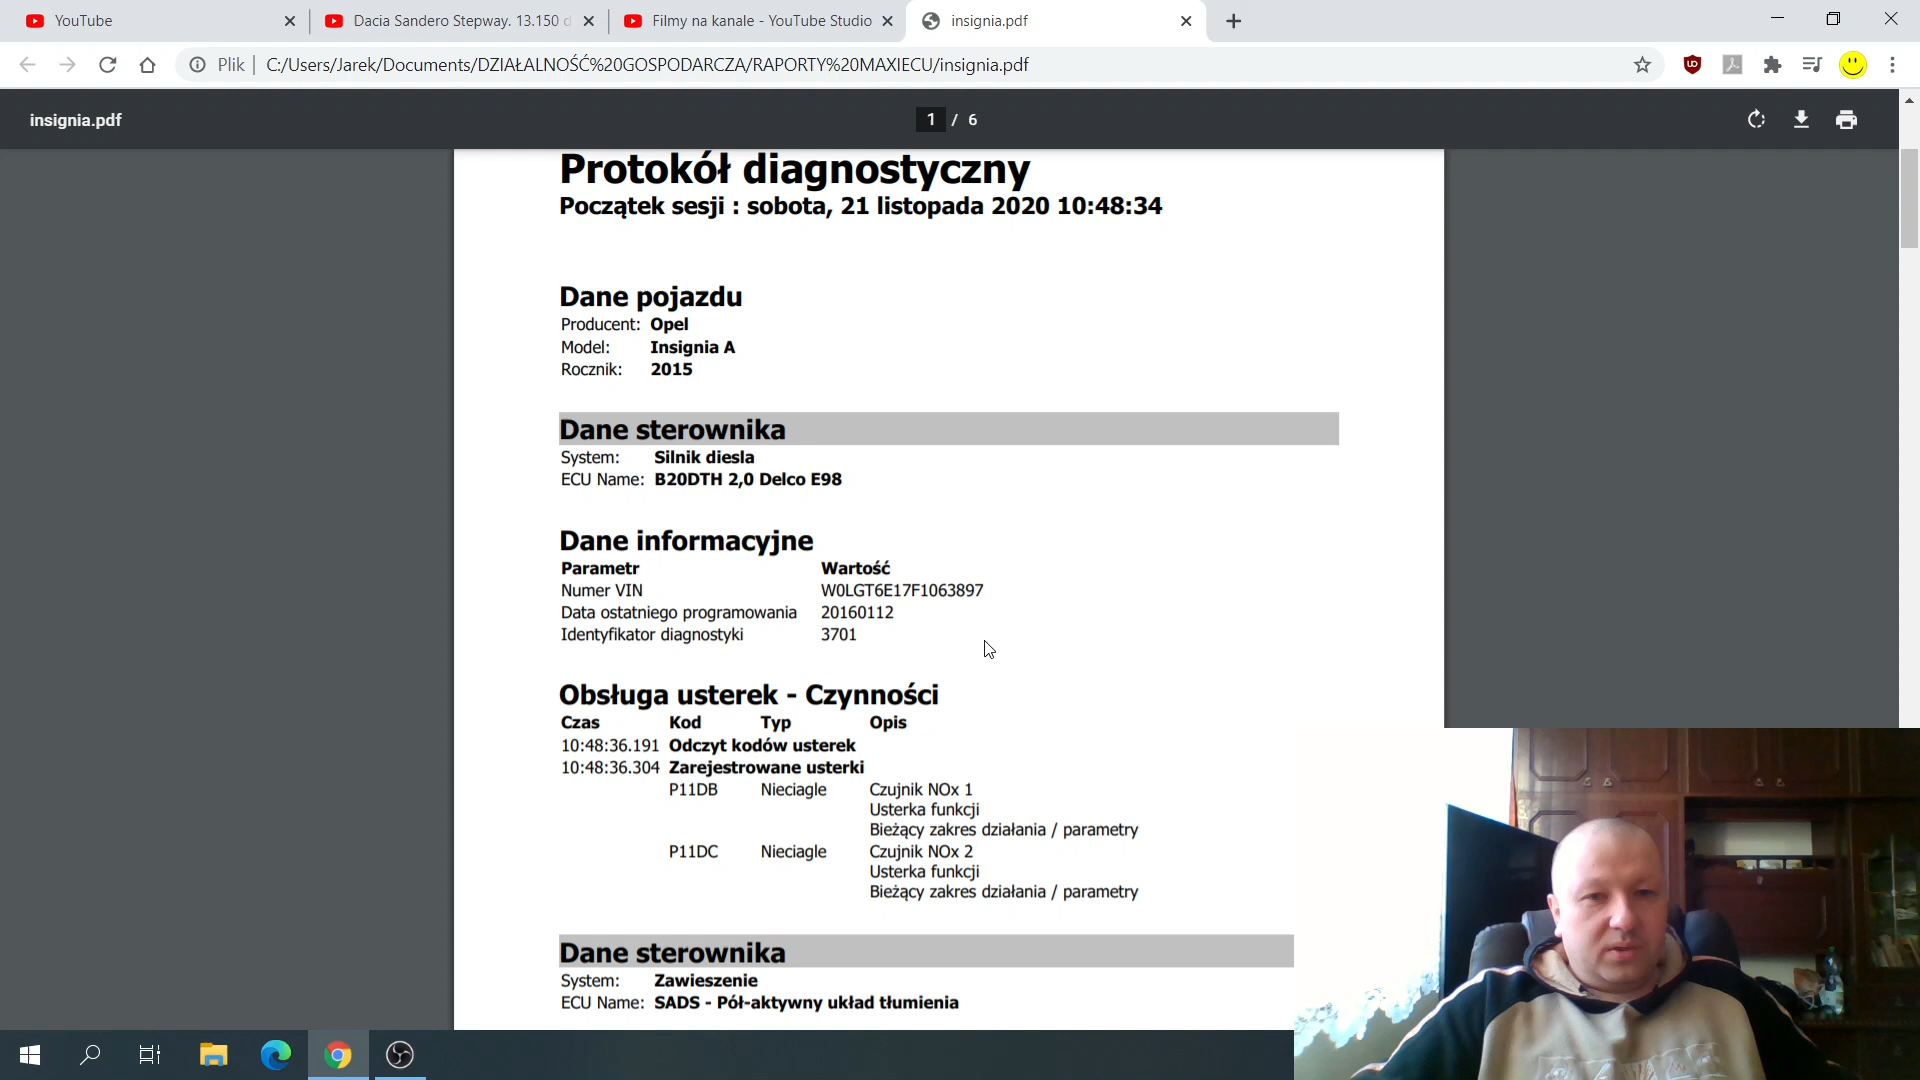 YouTube
Dacia Sandero Stepway. 13.150
Filmy na kanale - YouTube Studio
insignia.pdf
Plik
C:/Users/Jarek/Documents/DZIAŁALNOŚĆ%20GOSPODARCZA/RAPORTY%20MAXIECU/insignia.pdf
insignia.pdf
1 / 6
Protokół diagnostyczny
Początek sesji : sobota, 21 listopada 2020 10:48:34
Dane pojazdu
Producent: Opel
Model: Insignia A
Rocznik: 2015
Dane sterownika
System: Silnik diesla
ECU Name: B20DTH 2,0 Delco E98
Dane informacyjne
Parametr Wartość
Numer VIN W0LGT6E17F1063897
Data ostatniego programowania 20160112
Identyfikator diagnostyki 3701
Obsługa usterek - Czynności
Czas Kod Typ Opis
10:48:36.191 Odczyt kodów usterek
10:48:36.304 Zarejestrowane usterki
P11DB Nieciagle Czujnik NOx 1
Usterka funkcji
Bieżący zakres działania / parametry
P11DC Nieciagle Czujnik NOx 2
Usterka funkcji
Bieżący zakres działania / parametry
Dane sterownika
System: Zawieszenie
ECU Name: SADS - Pół-aktywny układ tłumienia